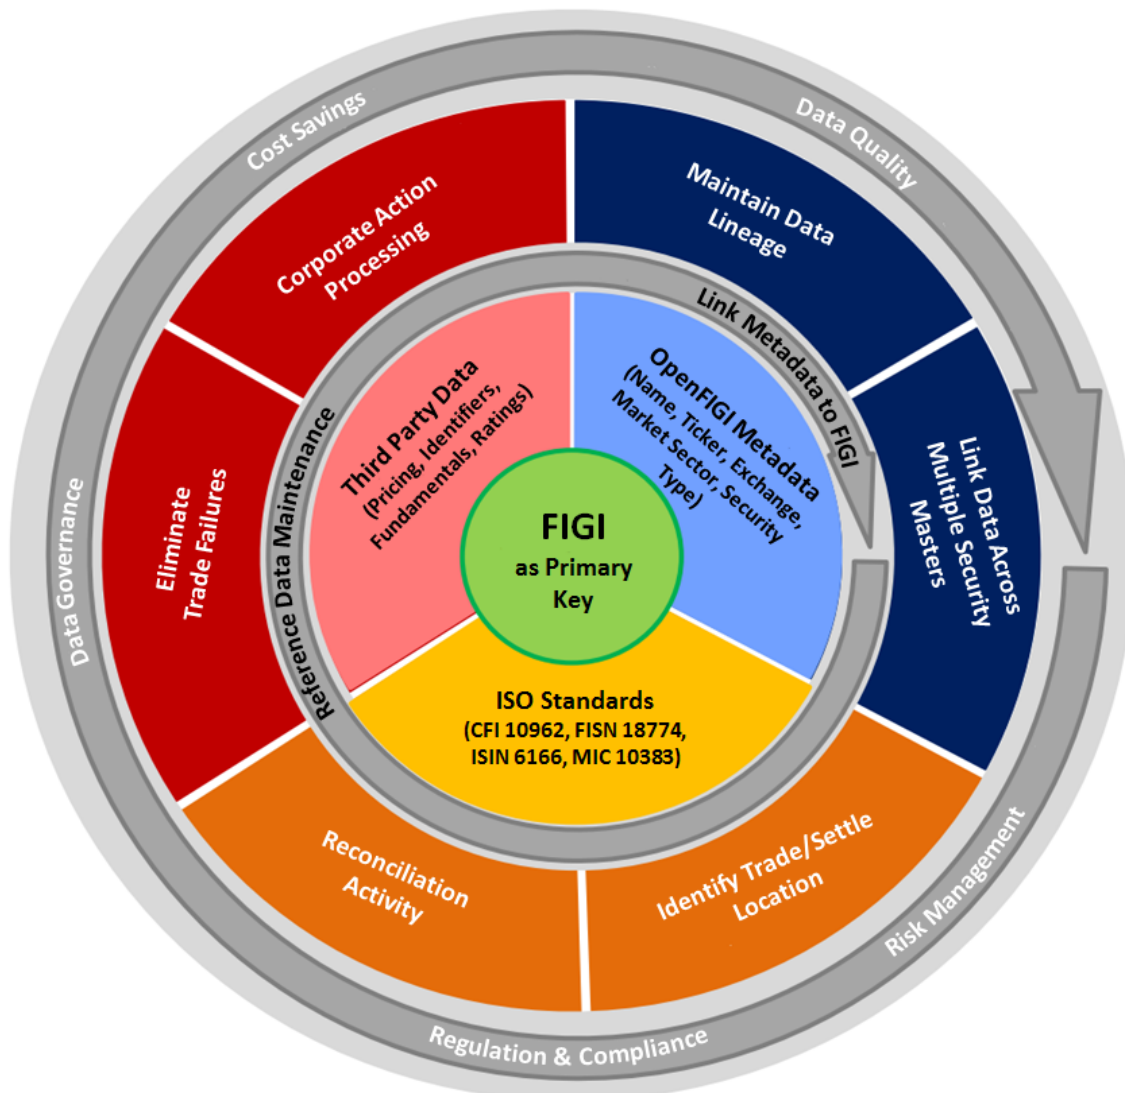 Cost Savings
Data Quality
Corporate Action
Processing
Maintain Data
Lineage
Link Metadata to FIGI
Third Party Data
(Pricing, Identifiers,
Fundamentals, Ratings)
OpenFIGI Metadata
(Name, Ticker, Exchange,
Market Sector, Security
Type)
Eliminate
Trade Failures
Reference Data Maintenance
Data Governance
FIGI
as Primary
Key
Link Data Across
Multiple Security
Masters
ISO Standards
(CFI 10962, FISN 18774,
ISIN 6166, MIC 10383)
Reconciliation
Activity
Identify Trade/Settle
Location
Risk Management
Regulation & Compliance